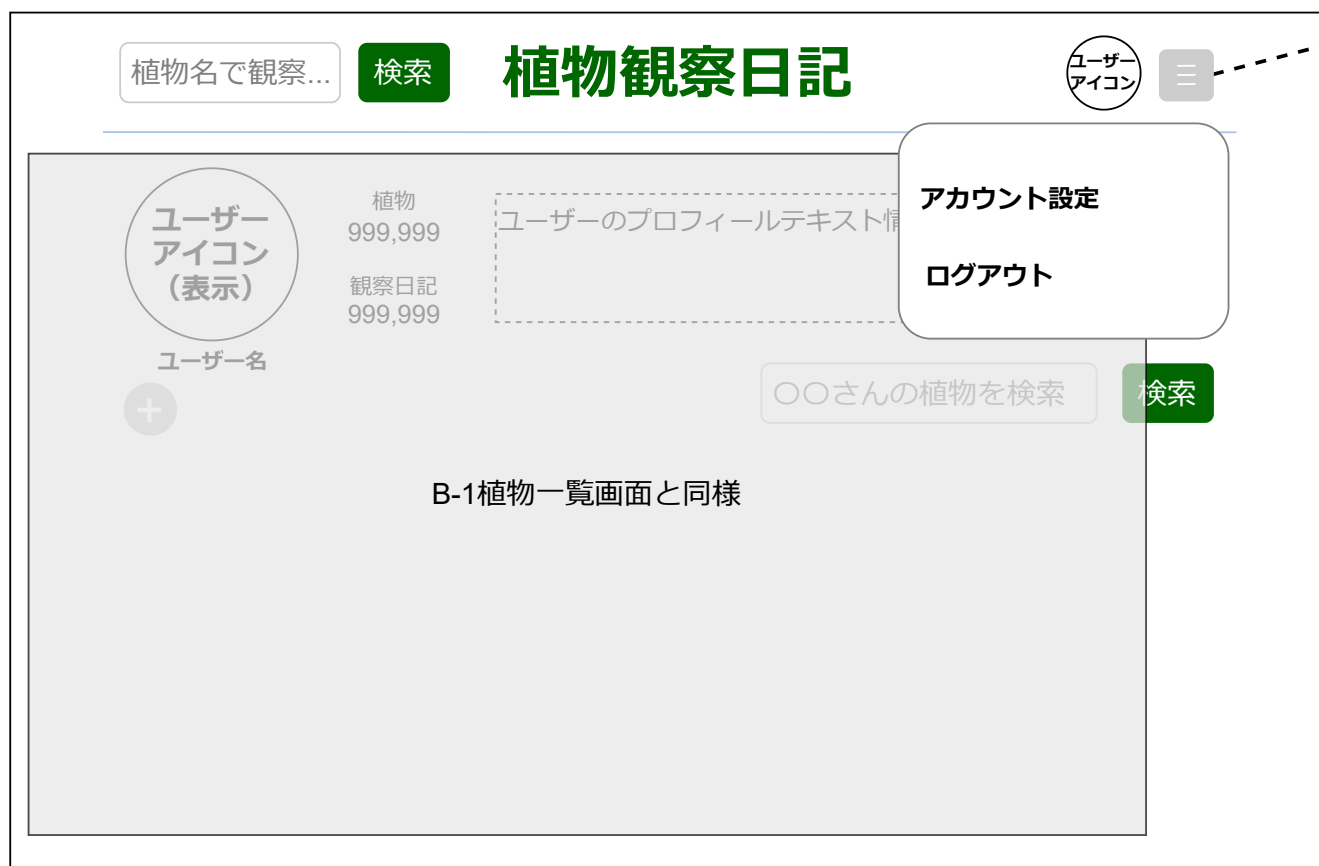 植物名で観察...
検索
植物観察日記
ユーザー
アイコン
アカウント設定
ログアウト
ユーザー
アイコン
（表示）
ユーザー名
植物
999,999
観察日記
999,999
ユーザーのプロフィールテキスト情
〇〇さんの植物を検索
検索
B-1植物一覧画面と同様